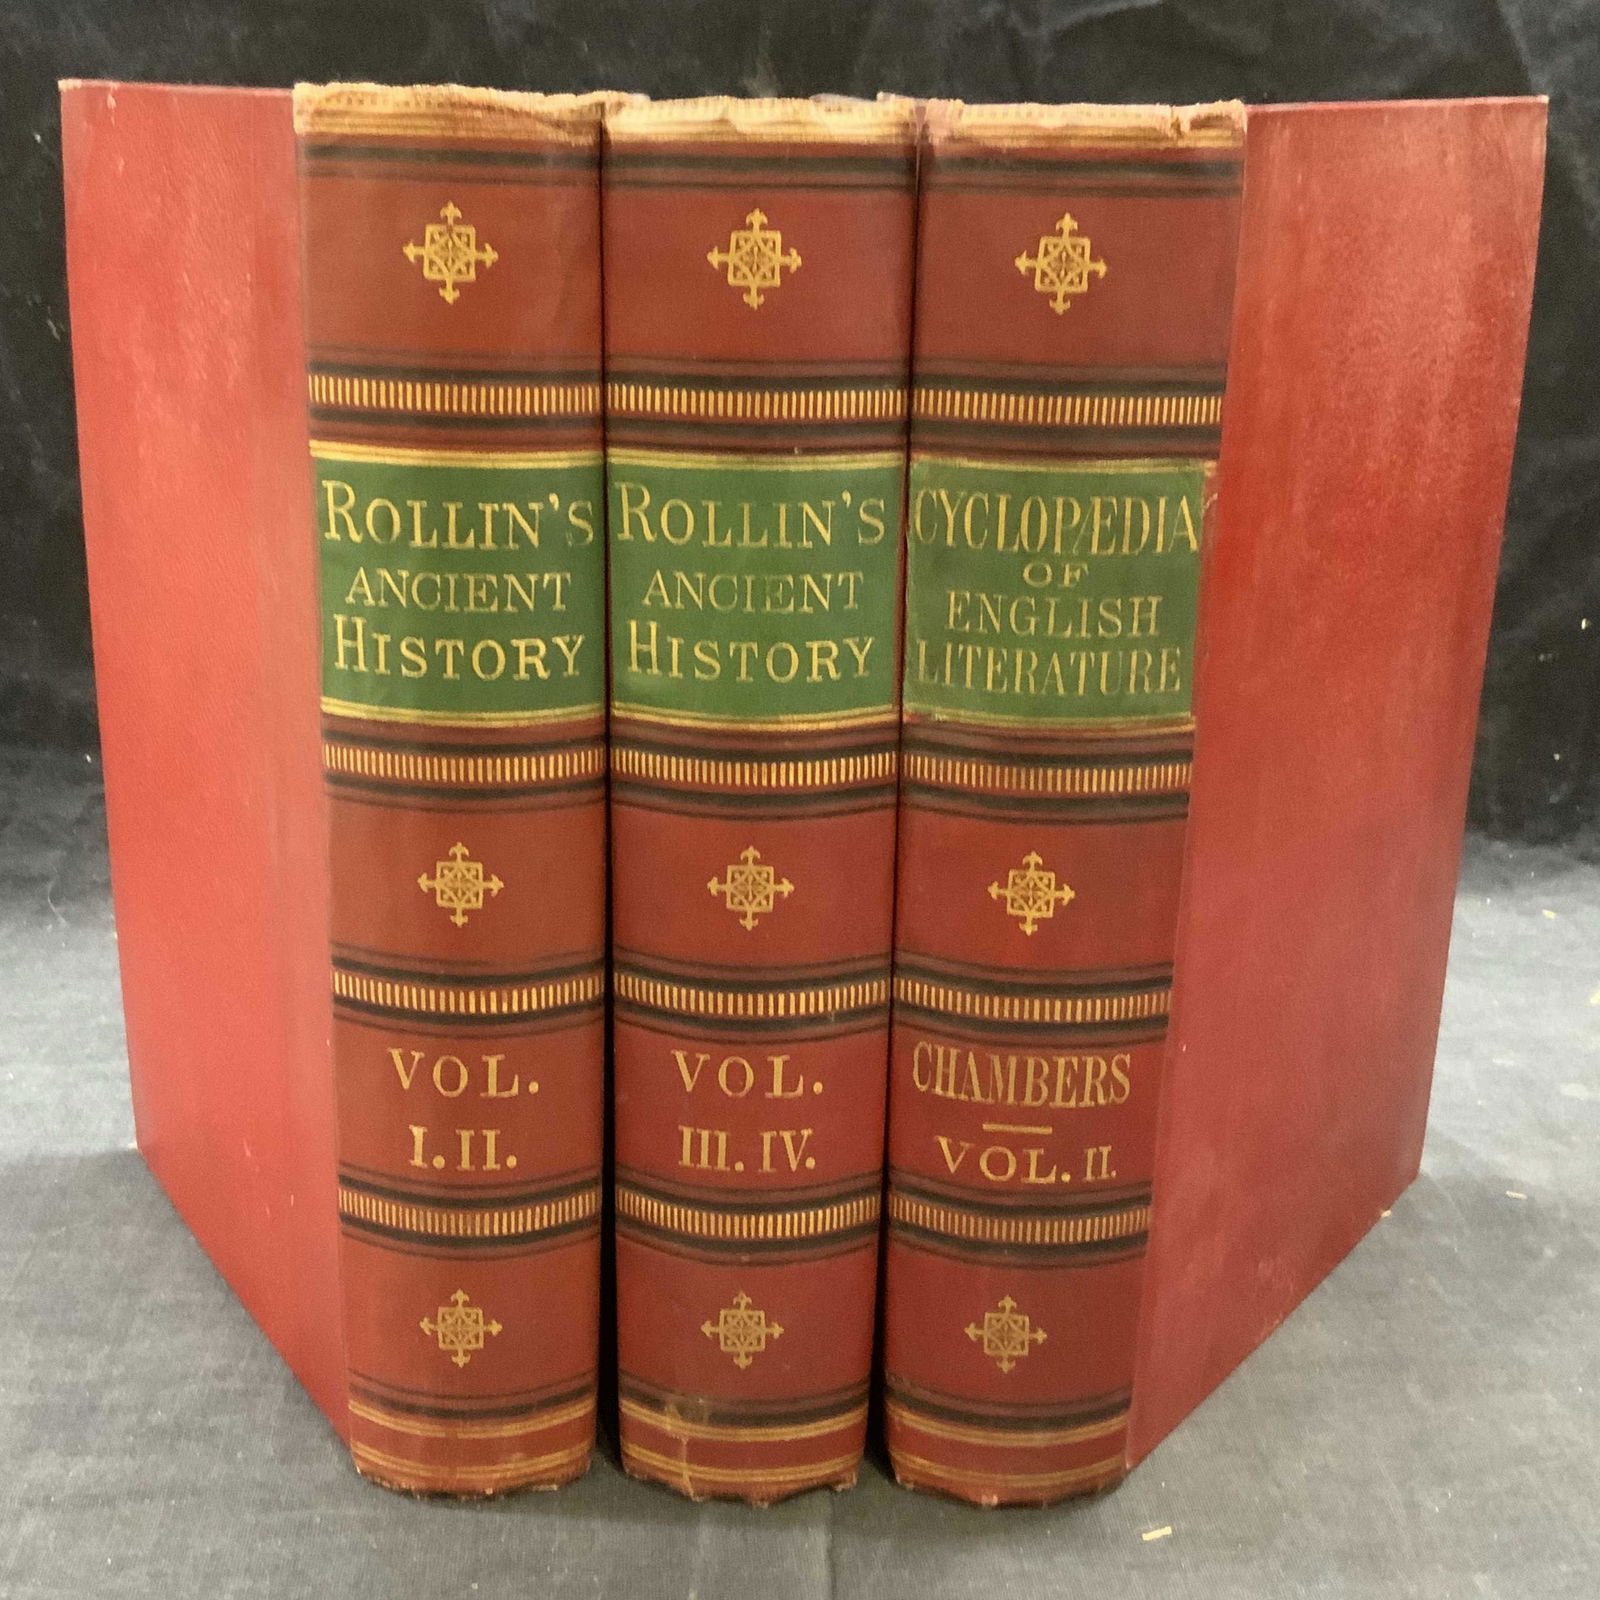 ROLLIN'S
ANCIENT
HISTORY
VOL.
I. II.
ROLLIN'S
ANCIENT
HISTORY
VOL.
III. IV.
CYCLOPÆDIA
OF
ENGLISH
LITERATURE
CHAMBERS
VOL. II.